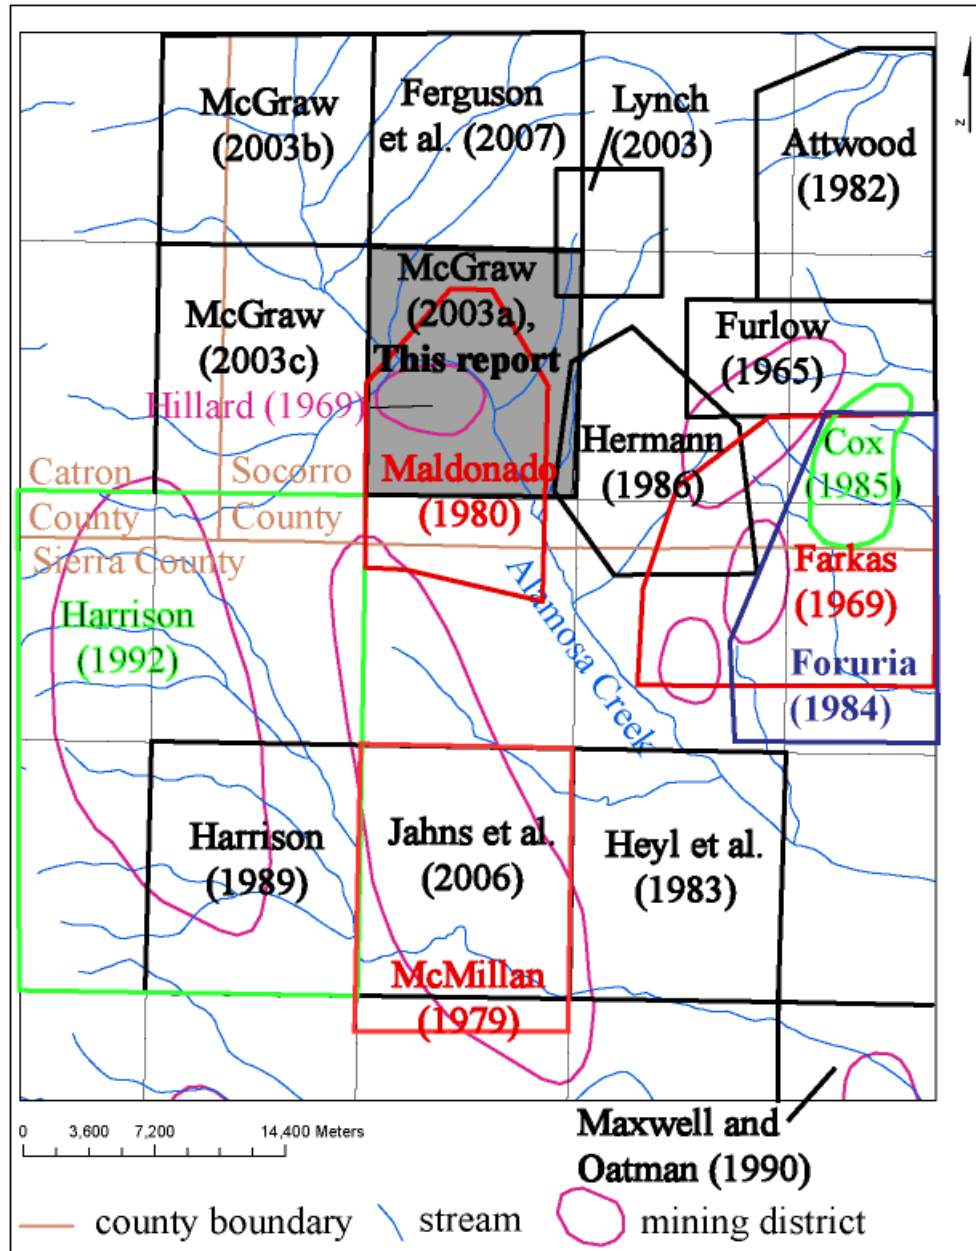 McGraw
(2003b)
Ferguson
et al. (2007)
Lynch
(2003)
Attwood
(1982)
z
McGraw
(2003c)
McGraw
(2003a),
This report
Furlow
(1965)
Hillard (1969)
Hermann
(1986)
Cox
(1985)
Catron
County
Socorro
County
Maldonado
(1980)
Sierra County
Farkas
(1969)
Harrison
(1992)
Alamosa Creek
Foruria
(1984)
Harrison
(1989)
Jahns et al.
(2006)
Heyl et al.
(1983)
McMillan
(1979)
Maxwell and
Oatman (1990)
0 3,600 7,200 14,400 Meters
county boundary stream mining district